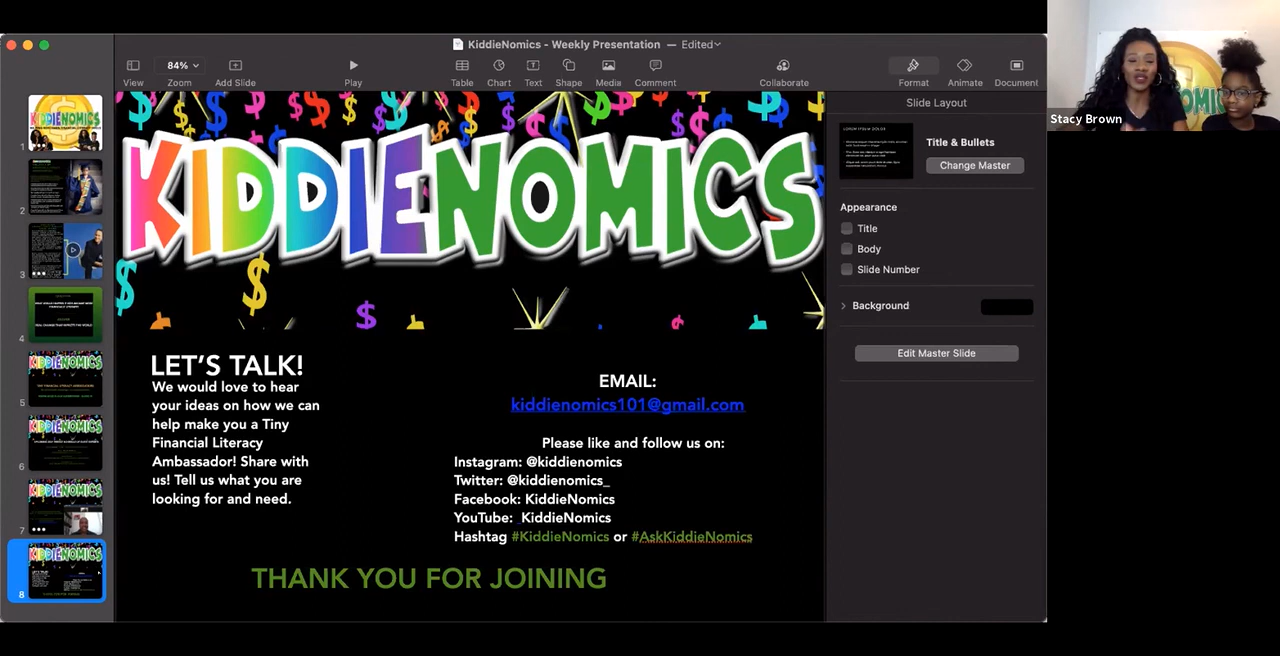 KiddieNomics - Weekly Presentation — Edited
84%
View
Zoom
Add Slide
Play
Table
Chart
Text
Shape
Media
Comment
Collaborate
Format
Animate
Document
1
KIDDIENOMICS
2
3
4
5
KIDDIENOMICS
6
KIDDIENOMICS
7
KIDDIENOMICS
8
KIDDIENOMICS
KIDDIENOMICS
LET'S TALK!
We would love to hear
your ideas on how we can
help make you a Tiny
Financial Literacy
Ambassador! Share with
us! Tell us what you are
looking for and need.
EMAIL:
kiddienomics101@gmail.com
Please like and follow us on:
Instagram: @kiddienomics
Twitter: @kiddienomics_
Facebook: KiddieNomics
YouTube: KiddieNomics
Hashtag #KiddieNomics or #AskKiddieNomics
THANK YOU FOR JOINING
Slide Layout
Title & Bullets
Change Master
Appearance
Title
Body
Slide Number
Background
Edit Master Slide
Stacy Brown